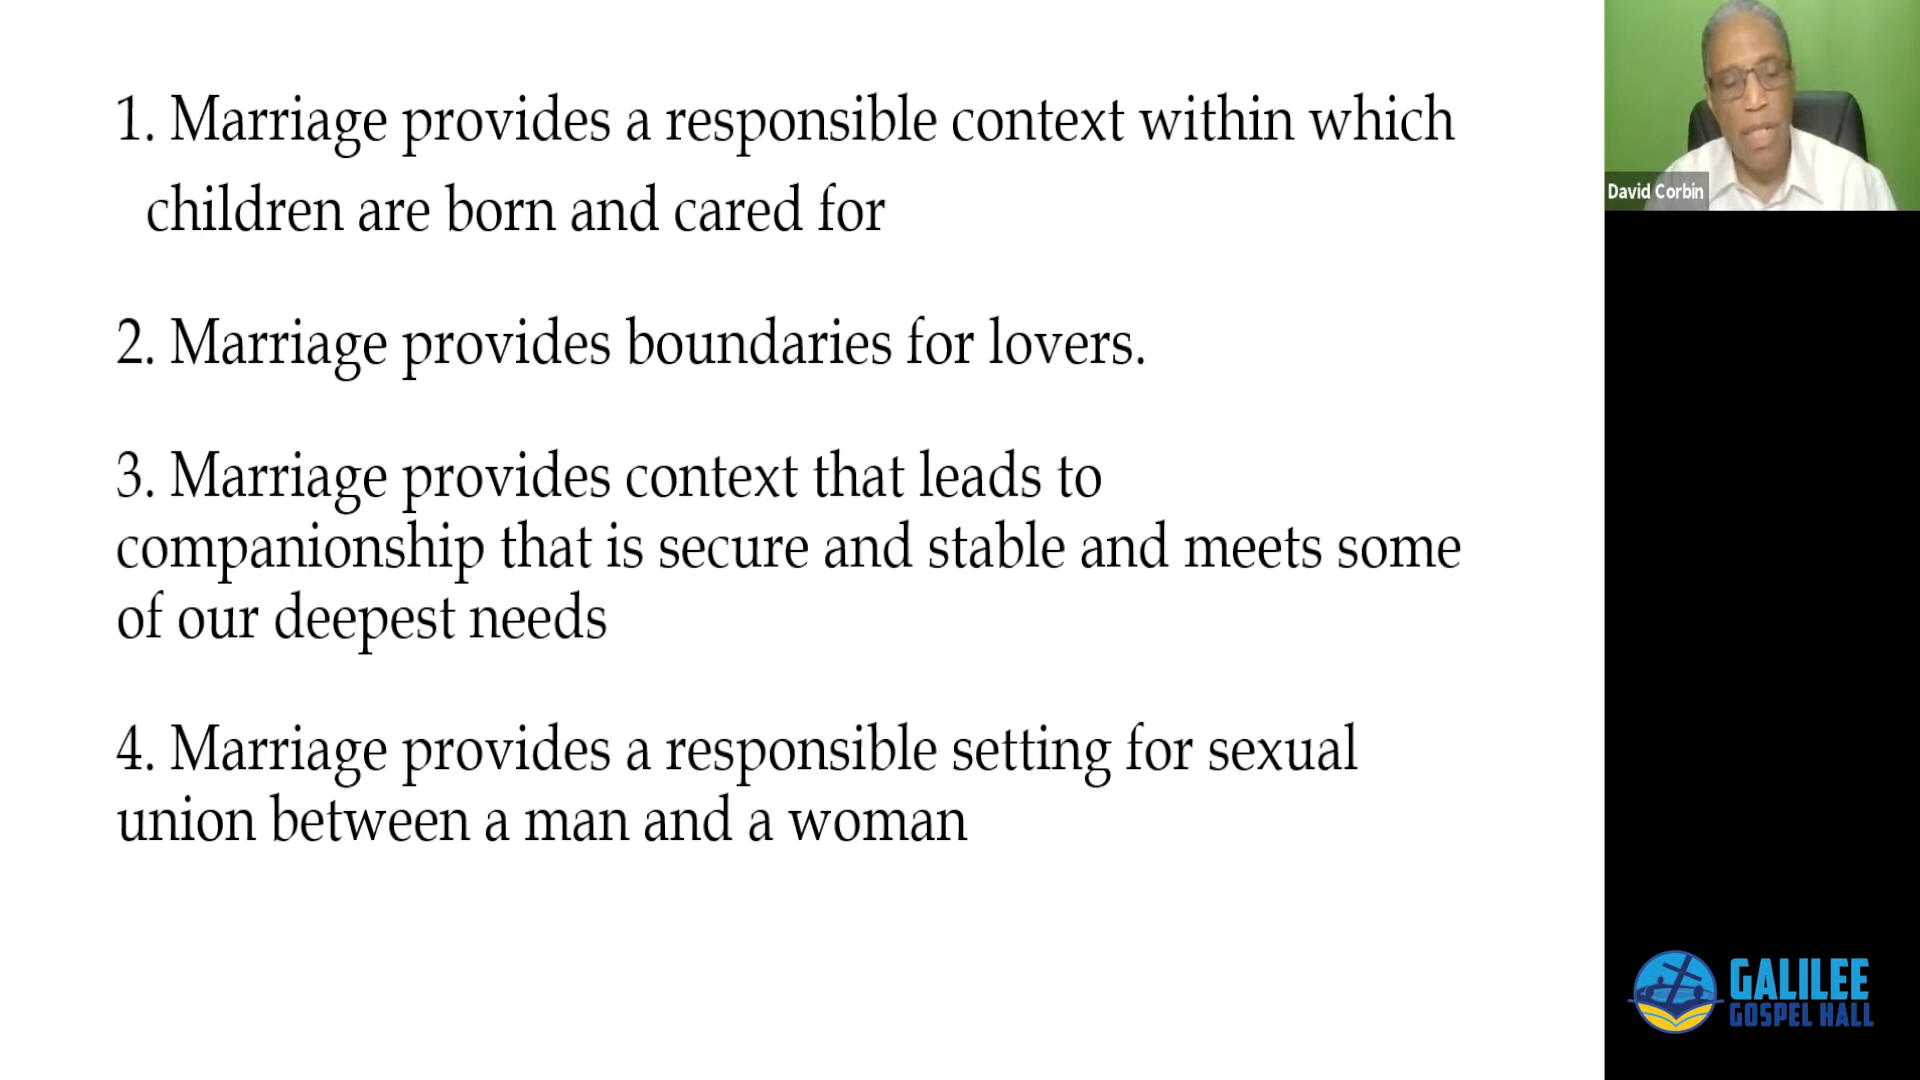 1. Marriage provides a responsible context within which
children are born and cared for
2. Marriage provides boundaries for lovers.
3. Marriage provides context that leads to
companionship that is secure and stable and meets some
of our deepest needs
4. Marriage provides a responsible setting for sexual
union between a man and a woman
David Corbin
GALILEE
GOSPEL HALL